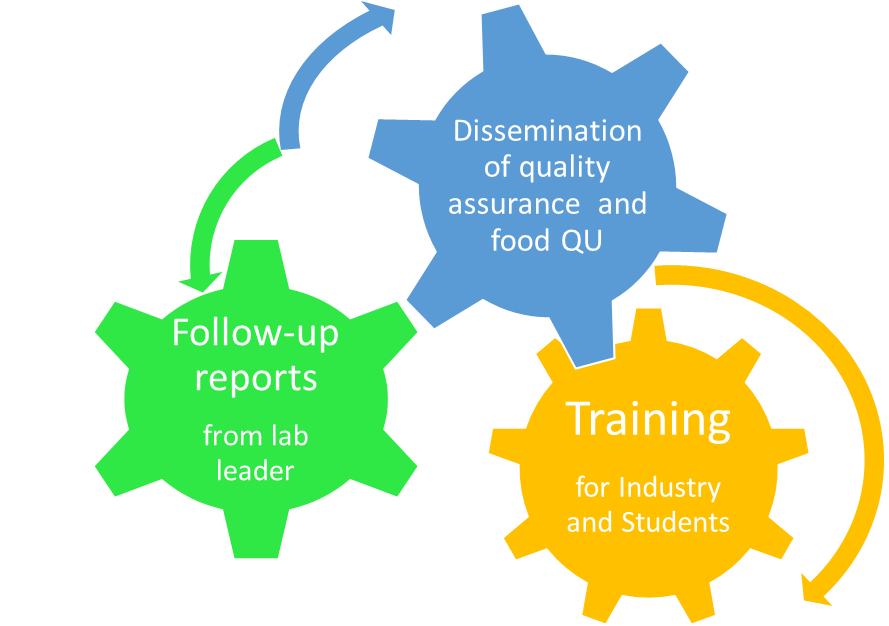 Dissemination
of quality
assurance and
food QU
Follow-up
reports
from lab
leader
Training
for Industry
and Students